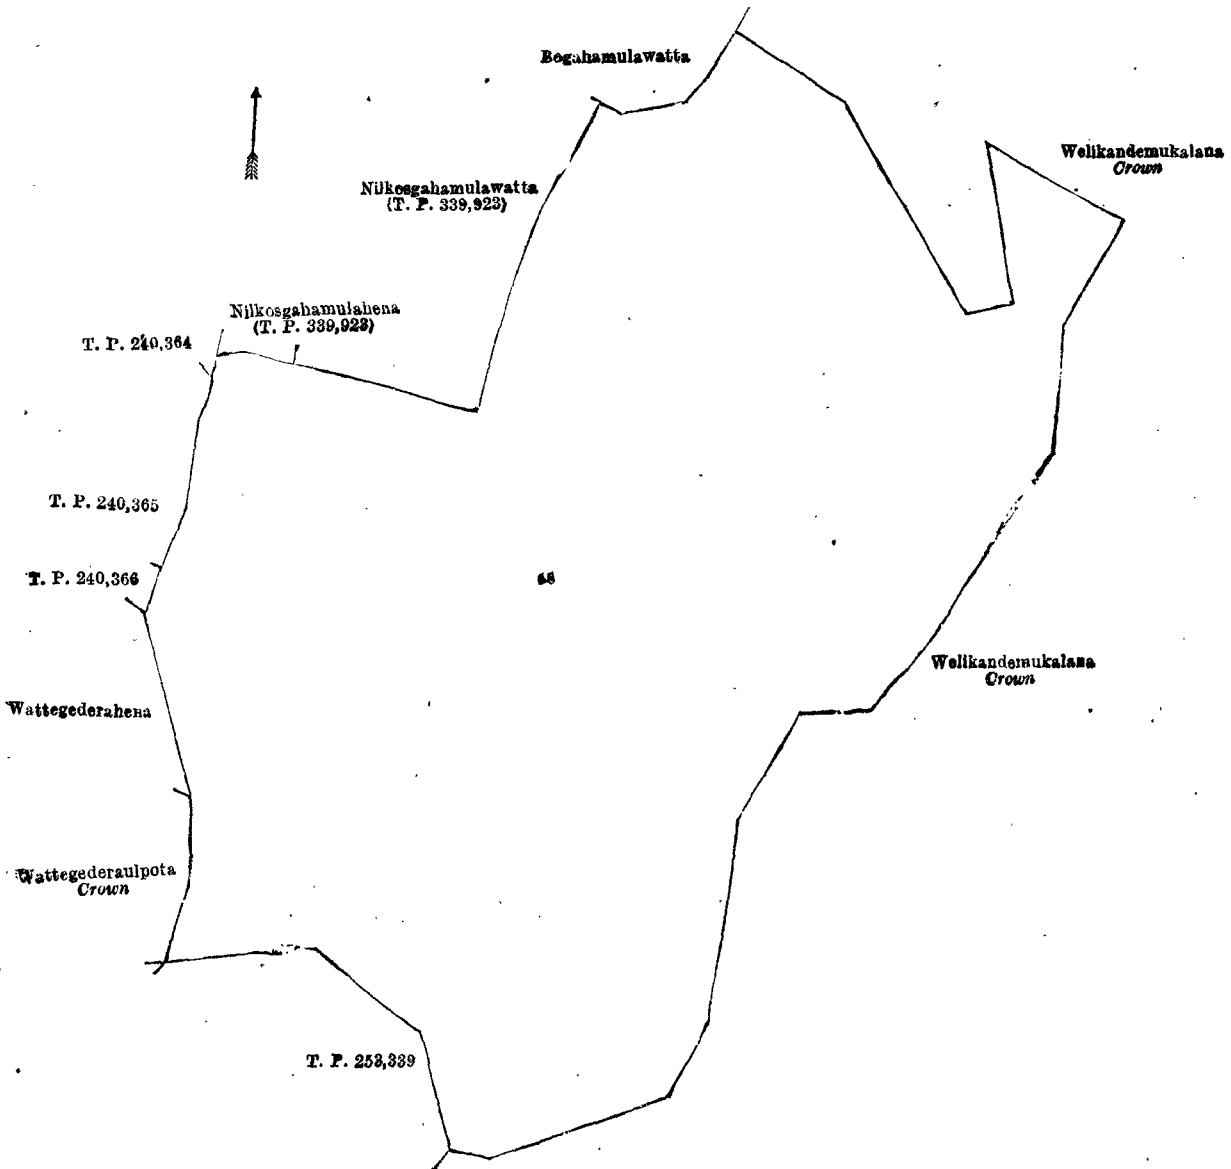 Bogahamulawatta
Welikandemukalana
Crown
Nilkosgahamulawatta
(T. P. 339,923)
Nilkosgahamulahena
(T. P. 339,923)
T. P. 240,364
T. P. 240,365
T. P. 240,366
Welikandemukalana
Crown
Wattegederahena
Wattegederaulpota
Crown
T. P. 253,339